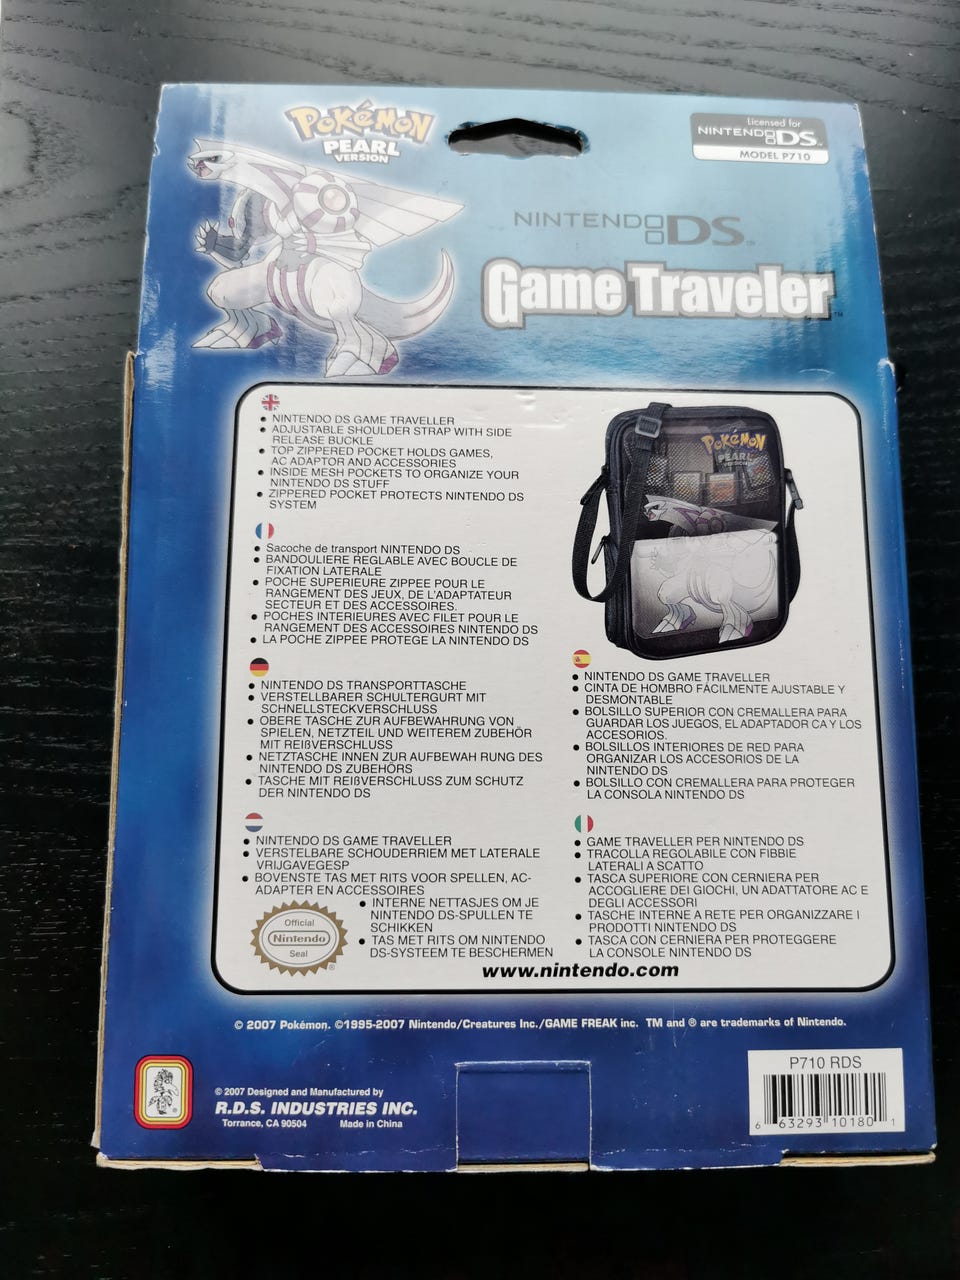 POKéMON
PEARL
VERSION
Licensed for
NINTENDO DS™
MODEL P710
NINTENDO DS™
Game Traveler™
• NINTENDO DS GAME TRAVELLER
• ADJUSTABLE SHOULDER STRAP WITH SIDE
RELEASE BUCKLE
• TOP ZIPPERED POCKET HOLDS GAMES,
AC ADAPTOR AND ACCESSORIES
• INSIDE MESH POCKETS TO ORGANIZE YOUR
NINTENDO DS STUFF
• ZIPPERED POCKET PROTECTS NINTENDO DS
SYSTEM
• Sacoche de transport NINTENDO DS
• BANDOULIERE REGLABLE AVEC BOUCLE DE
FIXATION LATERALE
• POCHE SUPERIEURE ZIPPEE POUR LE
RANGEMENT DES JEUX, DE L'ADAPTATEUR
SECTEUR ET DES ACCESSOIRES.
• POCHES INTERIEURES AVEC FILET POUR LE
RANGEMENT DES ACCESSOIRES NINTENDO DS
• LA POCHE ZIPPEE PROTEGE LA NINTENDO DS
• NINTENDO DS TRANSPORTTASCHE
• VERSTELLBARER SCHULTERGURT MIT
SCHNELLSTECKVERSCHLUSS
• OBERE TASCHE ZUR AUFBEWAHRUNG VON
SPIELEN, NETZTEIL UND WEITEREM ZUBEHÖR
MIT REIßVERSCHLUSS
• NETZTASCHE INNEN ZUR AUFBEWAH RUNG DES
NINTENDO DS ZUBEHÖRS
• TASCHE MIT REIßVERSCHLUSS ZUM SCHUTZ
DER NINTENDO DS
• NINTENDO DS GAME TRAVELLER
• VERSTELBARE SCHOUDERRIEM MET LATERALE
VRIJGAVEGESP
• BOVENSTE TAS MET RITS VOOR SPELLEN, AC-
ADAPTER EN ACCESSOIRES
• INTERNE NETTASJES OM JE
NINTENDO DS-SPULLEN TE
SCHIKKEN
• TAS MET RITS OM NINTENDO
DS-SYSTEEM TE BESCHERMEN
Official
Nintendo
Seal
®
POKéMON
PEARL
VERSION
• NINTENDO DS GAME TRAVELLER
• CINTA DE HOMBRO FÁCILMENTE AJUSTABLE Y
DESMONTABLE
• BOLSILLO SUPERIOR CON CREMALLERA PARA
GUARDAR LOS JUEGOS, EL ADAPTADOR CA Y LOS
ACCESORIOS.
• BOLSILLOS INTERIORES DE RED PARA
ORGANIZAR LOS ACCESORIOS DE LA
NINTENDO DS
• BOLSILLO CON CREMALLERA PARA PROTEGER
LA CONSOLA NINTENDO DS
• GAME TRAVELLER PER NINTENDO DS
• TRACOLLA REGOLABILE CON FIBBIE
LATERALI A SCATTO
• TASCA SUPERIORE CON CERNIERA PER
ACCOGLIERE DEI GIOCHI, UN ADATTATORE AC E
DEGLI ACCESSORI
• TASCHE INTERNE A RETE PER ORGANIZZARE I
PRODOTTI NINTENDO DS
• TASCA CON CERNIERA PER PROTEGGERE
LA CONSOLE NINTENDO DS
www.nintendo.com
© 2007 Pokémon. ©1995-2007 Nintendo/Creatures Inc./GAME FREAK inc. TM and ® are trademarks of Nintendo.
© 2007 Designed and Manufactured by
R.D.S. INDUSTRIES INC.
Torrance, CA 90504 Made in China
P710 RDS
6 63293 10180 1